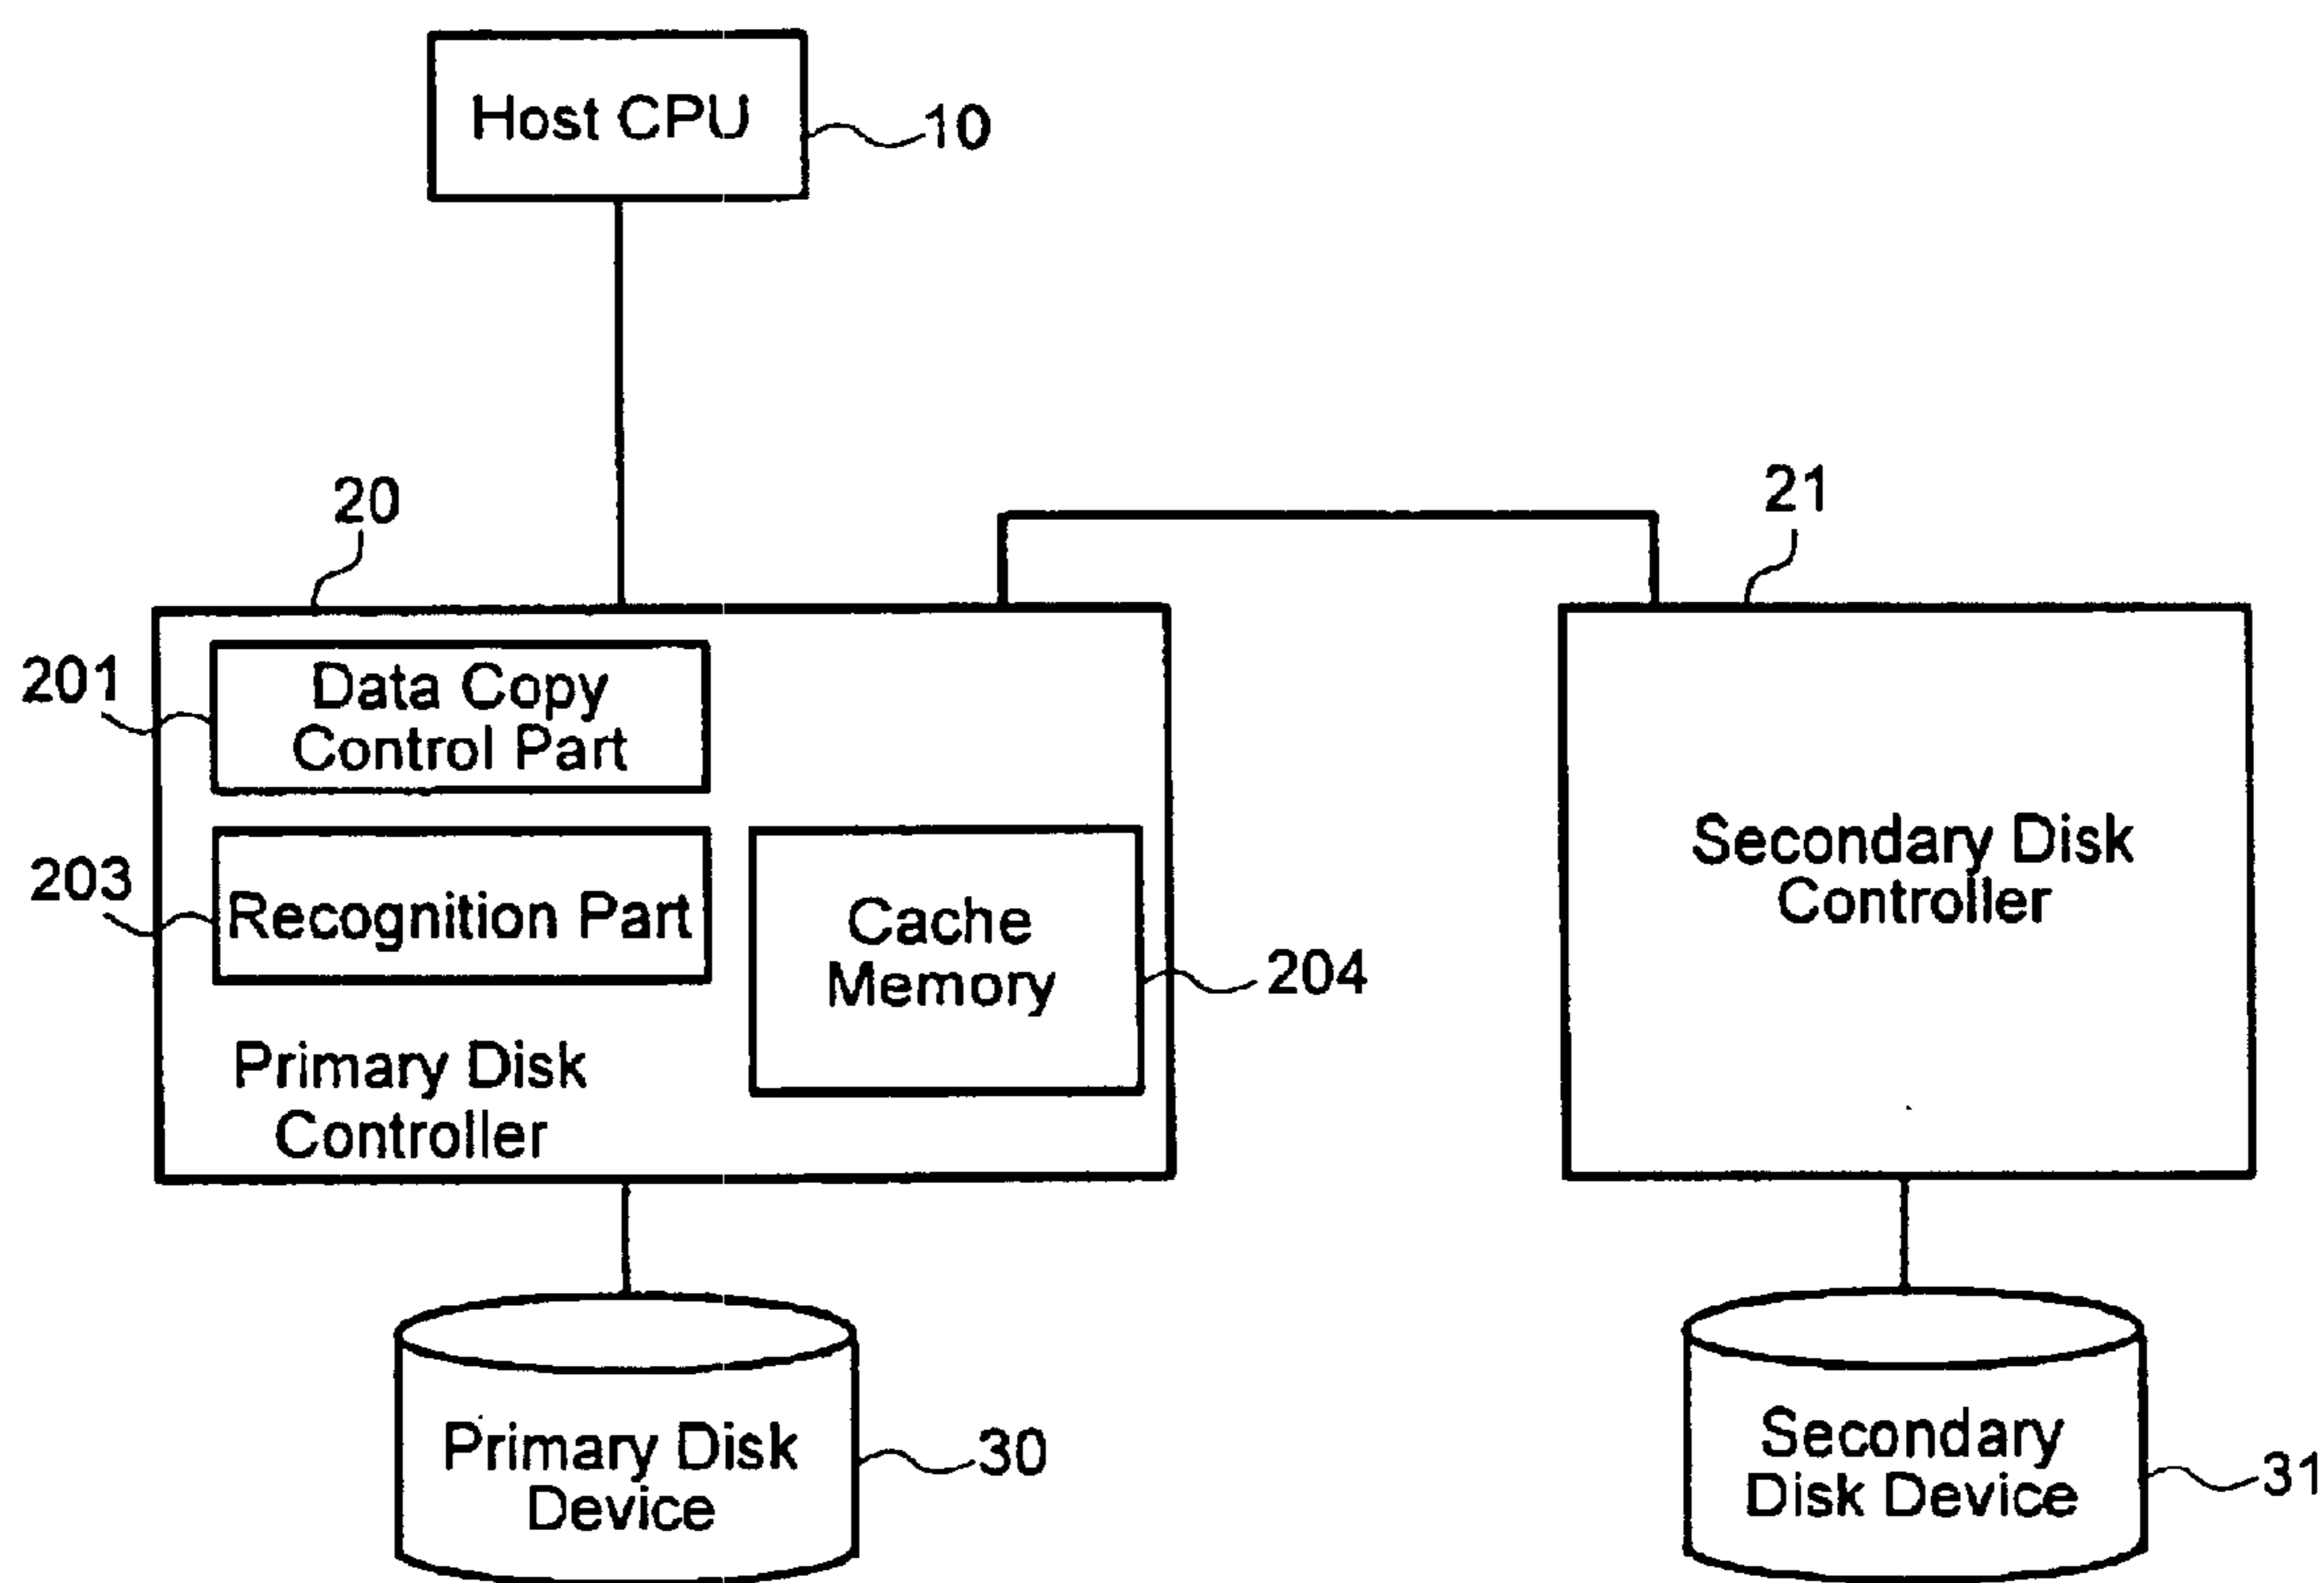 Host CPU
10
20
21
201
Data Copy
Control Part
203
Recognition Part
Cache
Memory
204
Primary Disk
Controller
Secondary Disk
Controller
Primary Disk
Device
30
Secondary
Disk Device
31